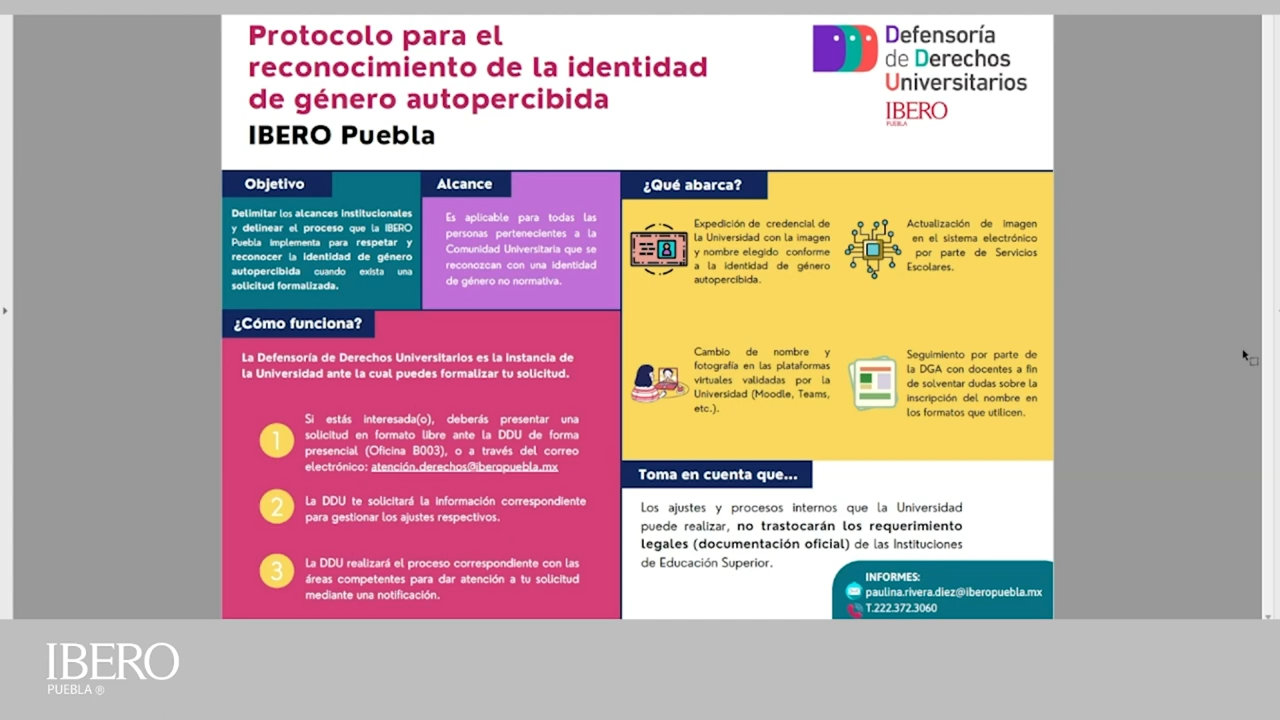 Protocolo para el
reconocimiento de la identidad
de género autopercibida
IBERO Puebla
Defensoría
de Derechos
Universitarios
IBERO
PUEBLA
Objetivo
Delimitar los alcances institucionales
y delinear el proceso que la IBERO
Puebla implementa para respetar y
reconocer la identidad de género
autopercibida cuando exista una
solicitud formalizada.
Alcance
Es aplicable para todas las
personas pertenecientes a la
Comunidad Universitaria que se
reconozcan con una identidad
de género no normativa.
¿Cómo funciona?
La Defensoría de Derechos Universitarios es la instancia de
la Universidad ante la cual puedes formalizar tu solicitud.
1
Si estás interesada(o), deberás presentar una
solicitud en formato libre ante la DDU de forma
presencial (Oficina B003), o a través del correo
electrónico: atención.derechos@iberopuebla.mx
2
La DDU te solicitará la información correspondiente
para gestionar los ajustes respectivos.
3
La DDU realizará el proceso correspondiente con las
áreas competentes para dar atención a tu solicitud
mediante una notificación.
¿Qué abarca?
Expedición de credencial de
la Universidad con la imagen
y nombre elegido conforme
a la identidad de género
autopercibida.
Actualización de imagen
en el sistema electrónico
por parte de Servicios
Escolares.
Cambio de nombre y
fotografía en las plataformas
virtuales validadas por la
Universidad (Moodle, Teams,
etc.).
Seguimiento por parte de
la DGA con docentes a fin
de solventar dudas sobre la
inscripción del nombre en
los formatos que utilicen.
Toma en cuenta que...
Los ajustes y procesos internos que la Universidad
puede realizar, no trastocarán los requerimiento
legales (documentación oficial) de las Instituciones
de Educación Superior.
INFORMES:
paulina.rivera.diez@iberopuebla.mx
T.222.372.3060
IBERO
PUEBLA ®